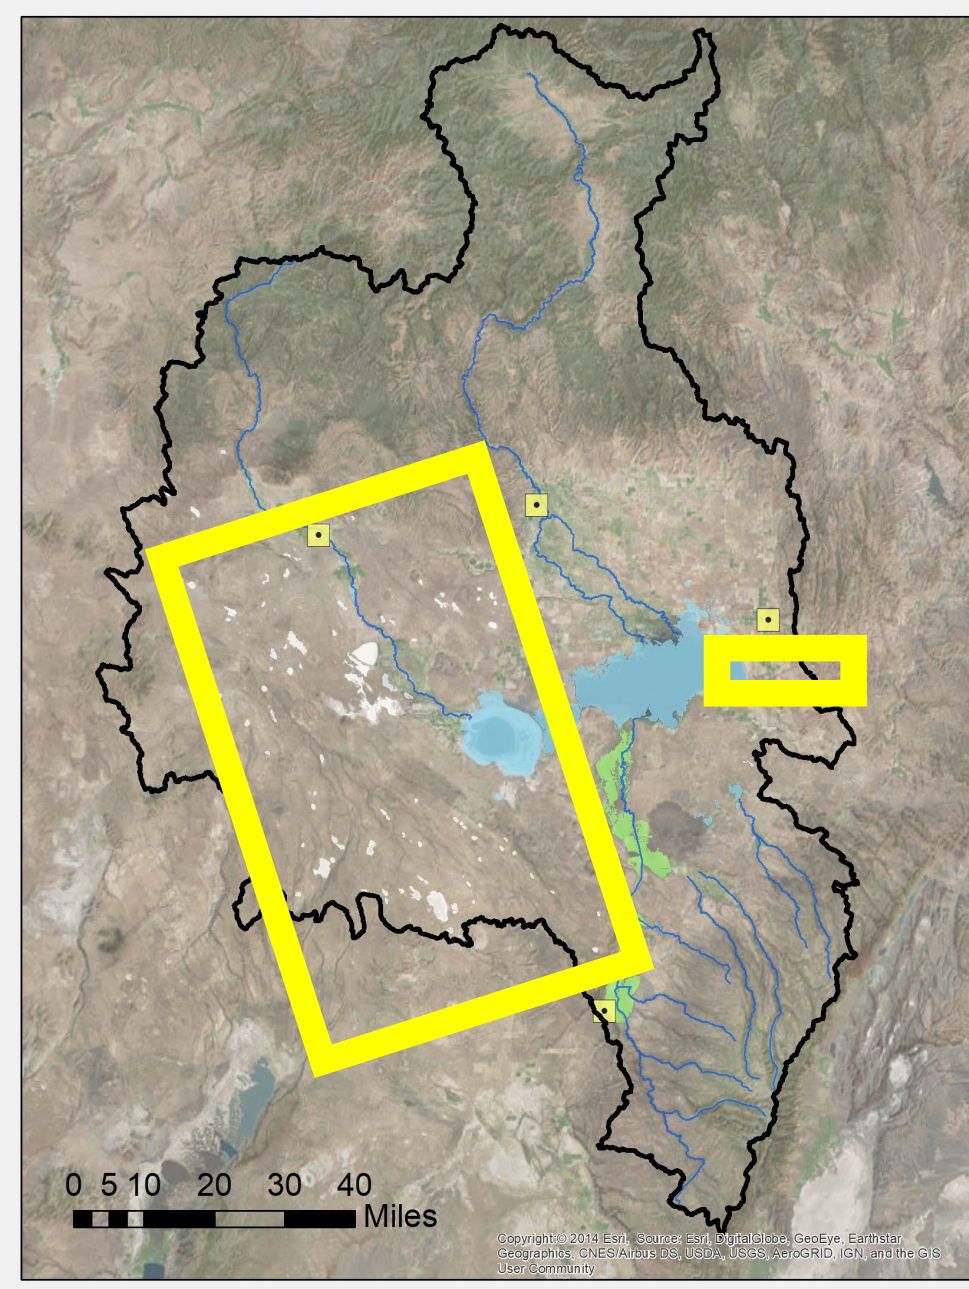 0 5 10 20 30 40
Miles
Copyright:© 2014 Esri, Source: Esri, DigitalGlobe, GeoEye, Earthstar
Geographics, CNES/Airbus DS, USDA, USGS, AeroGRID, IGN, and the GIS
User Community